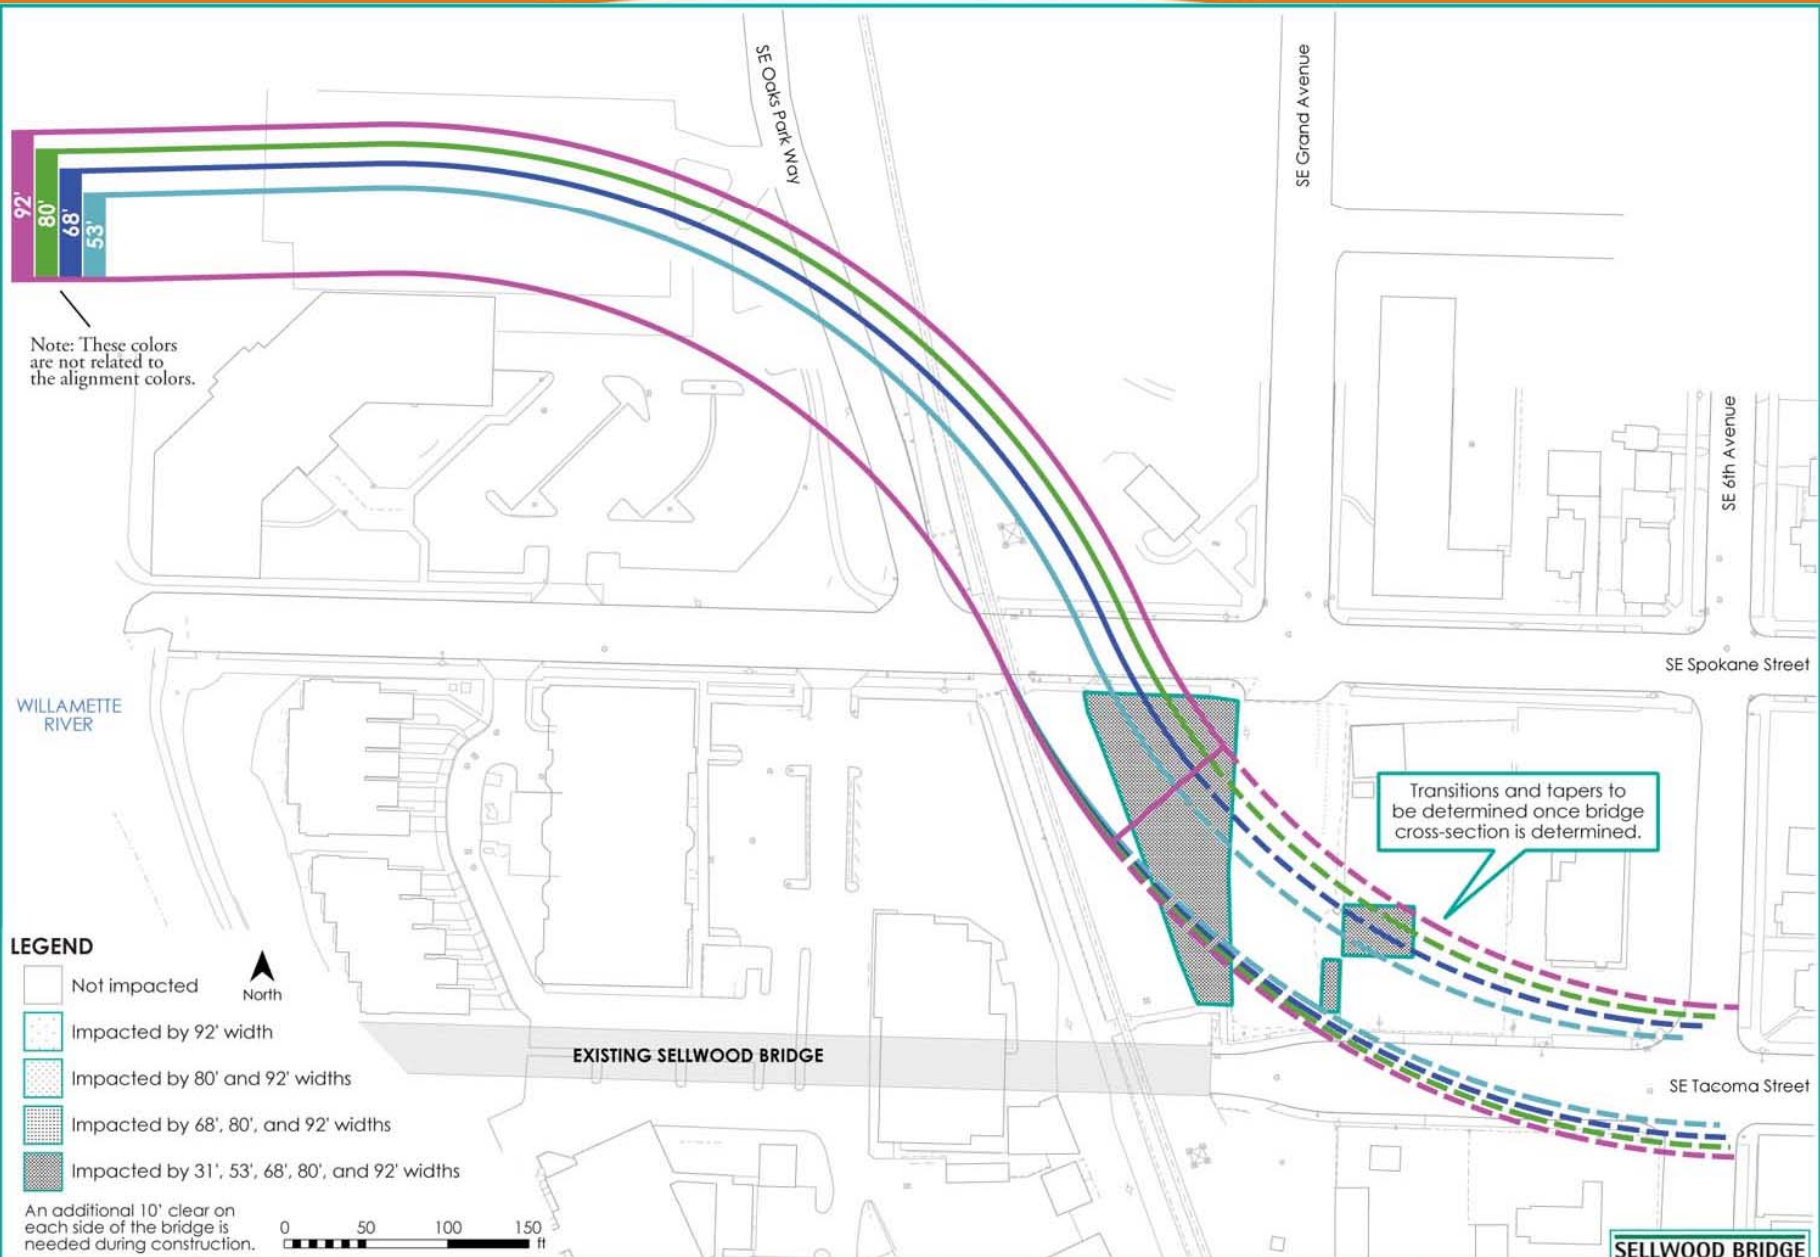 SE Oaks Park Way
SE Grand Avenue
92'
80'
68'
53'
Note: These colors
are not related to
the alignment colors.
SE 6th Avenue
SE Spokane Street
WILLAMETTE
RIVER
Transitions and tapers to
be determined once bridge
cross-section is determined.
LEGEND
Not impacted
Impacted by 92' width
Impacted by 80' and 92' widths
Impacted by 68', 80', and 92' widths
Impacted by 31', 53', 68', 80', and 92' widths
North
EXISTING SELLWOOD BRIDGE
SE Tacoma Street
An additional 10' clear on
each side of the bridge is
needed during construction.
0 50 100 150
ft
SELLWOOD BRIDGE